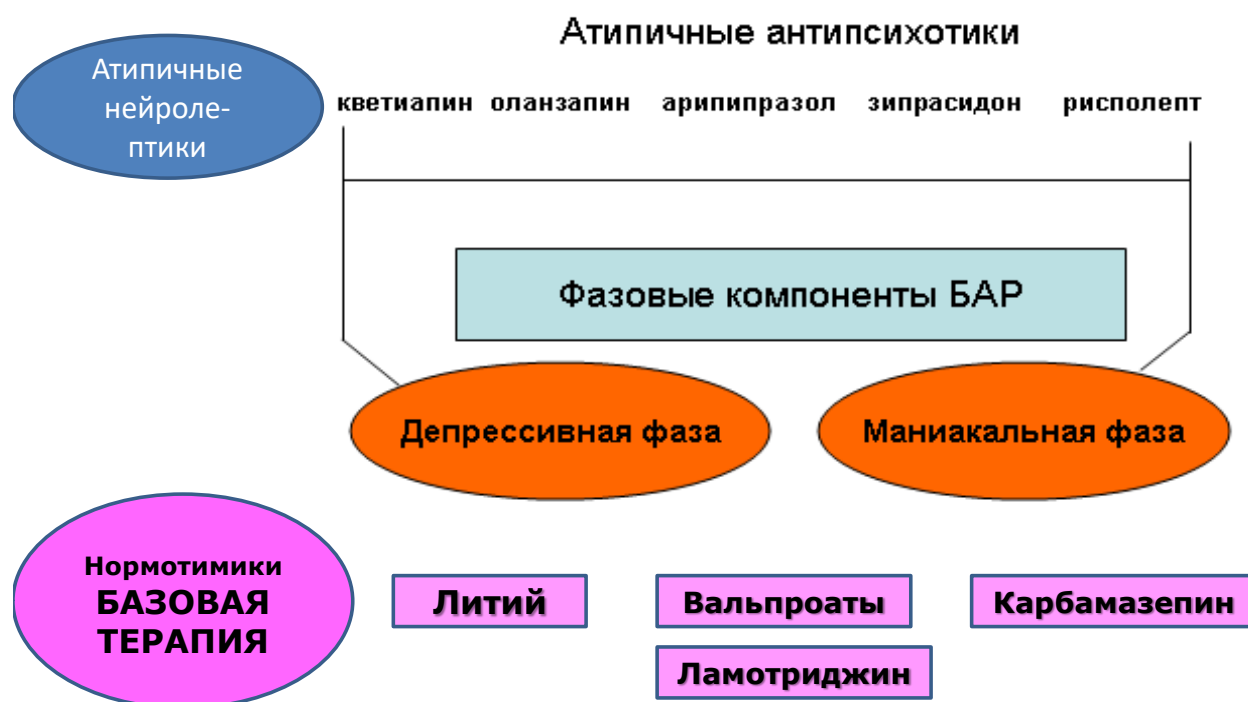 Атипичные антипсихотики
Атипичные
нейроле-
птики
кветиапин оланзапин арипипразол зипрасидон рисполепт
Фазовые компоненты БАР
Депрессивная фаза
Маниакальная фаза
Нормотимики
БАЗОВАЯ
ТЕРАПИЯ
Литий
Вальпроаты
Карбамазепин
Ламотриджин